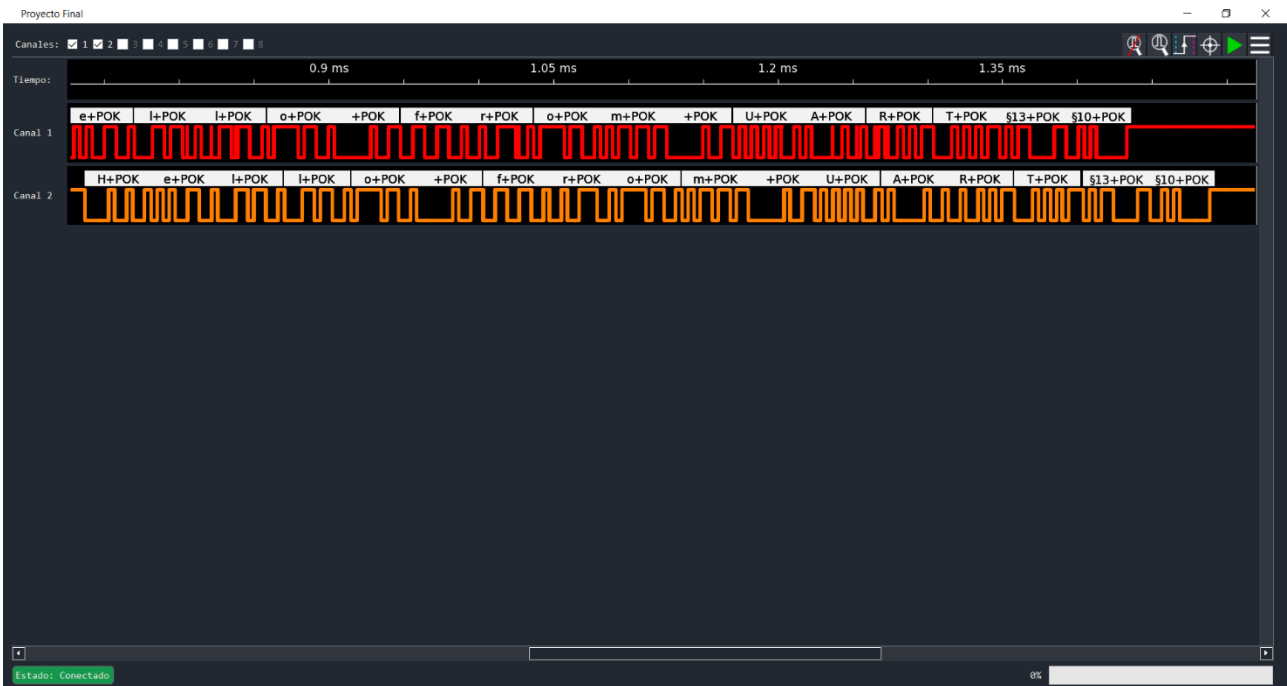 Proyecto Final
Canales: 1 2 3 4 5 6 7 8
Tiempo: 0.9 ms 1.05 ms 1.2 ms 1.35 ms
e+POK l+POK l+POK o+POK +POK f+POK r+POK o+POK m+POK +POK U+POK A+POK R+POK T+POK §13+POK §10+POK
Canal 1
H+POK e+POK l+POK l+POK o+POK +POK f+POK r+POK o+POK m+POK +POK U+POK A+POK R+POK T+POK §13+POK §10+POK
Canal 2
Estado: Conectado 0%